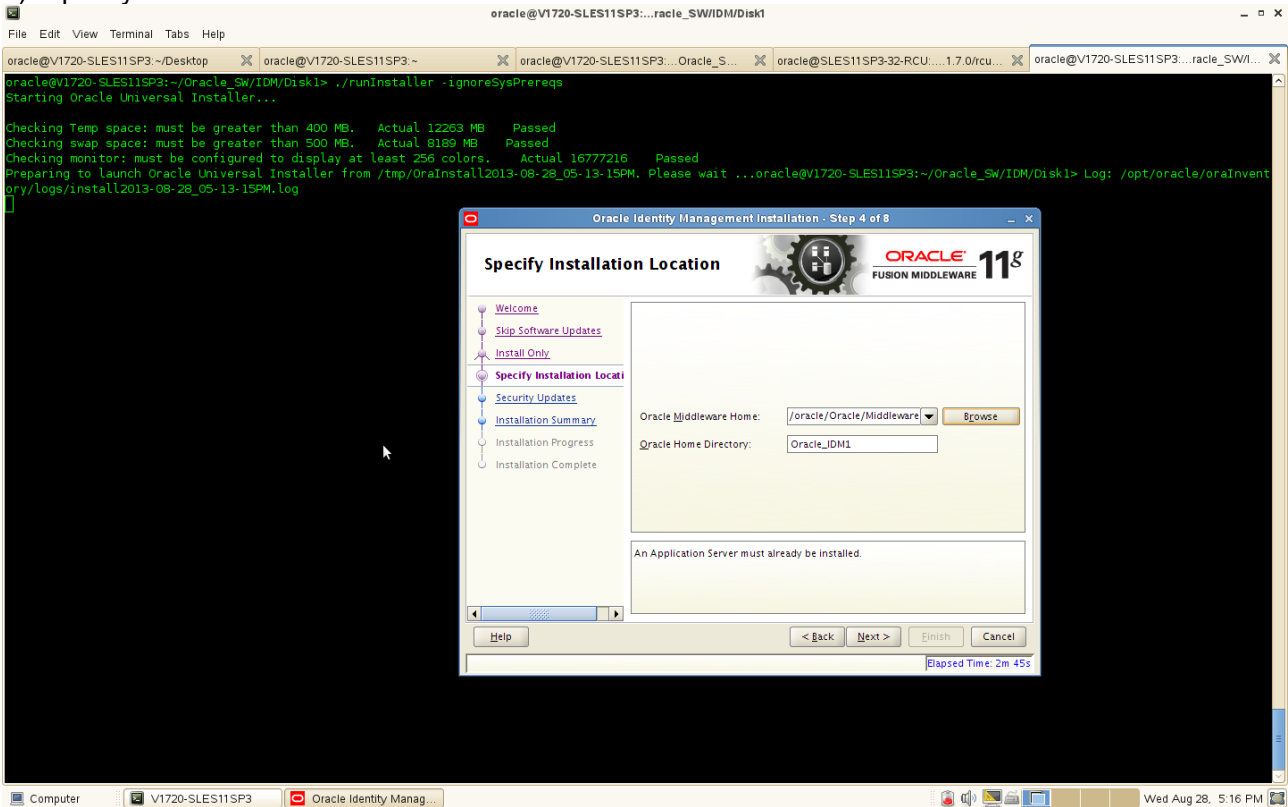 oracle@V1720-SLES11SP3:...racle_SW/IDM/Disk1
File Edit View Terminal Tabs Help
oracle@V1720-SLES11SP3:~/Desktop oracle@V1720-SLES11SP3:~ oracle@V1720-SLES11SP3:...Oracle_S... oracle@SLES11SP3-32-RCU:....1.7.0/rcu... oracle@V1720-SLES11SP3:...racle_SW/I...
oracle@V1720-SLES11SP3:~/Oracle_SW/IDM/Disk1> ./runInstaller -ignoreSysPrereqs
Starting Oracle Universal Installer...
Checking Temp space: must be greater than 400 MB. Actual 12263 MB Passed
Checking swap space: must be greater than 500 MB. Actual 8189 MB Passed
Checking monitor: must be configured to display at least 256 colors. Actual 16777216 Passed
Preparing to launch Oracle Universal Installer from /tmp/OraInstall2013-08-28_05-13-15PM. Please wait ...oracle@V1720-SLES11SP3:~/Oracle_SW/IDM/Disk1> Log: /opt/oracle/oraInvent
ory/logs/install2013-08-28_05-13-15PM.log
Oracle Identity Management Installation - Step 4 of 8
Specify Installation Location
ORACLE
FUSION MIDDLEWARE 11g
Welcome
Skip Software Updates
Install Only
Specify Installation Locati
Security Updates
Installation Summary
Installation Progress
Installation Complete
Oracle Middleware Home: /oracle/Oracle/Middleware Browse
Oracle Home Directory: Oracle_IDM1
An Application Server must already be installed.
Help < Back Next > Finish Cancel
Elapsed Time: 2m 45s
Computer V1720-SLES11SP3 Oracle Identity Manag... Wed Aug 28, 5:16 PM